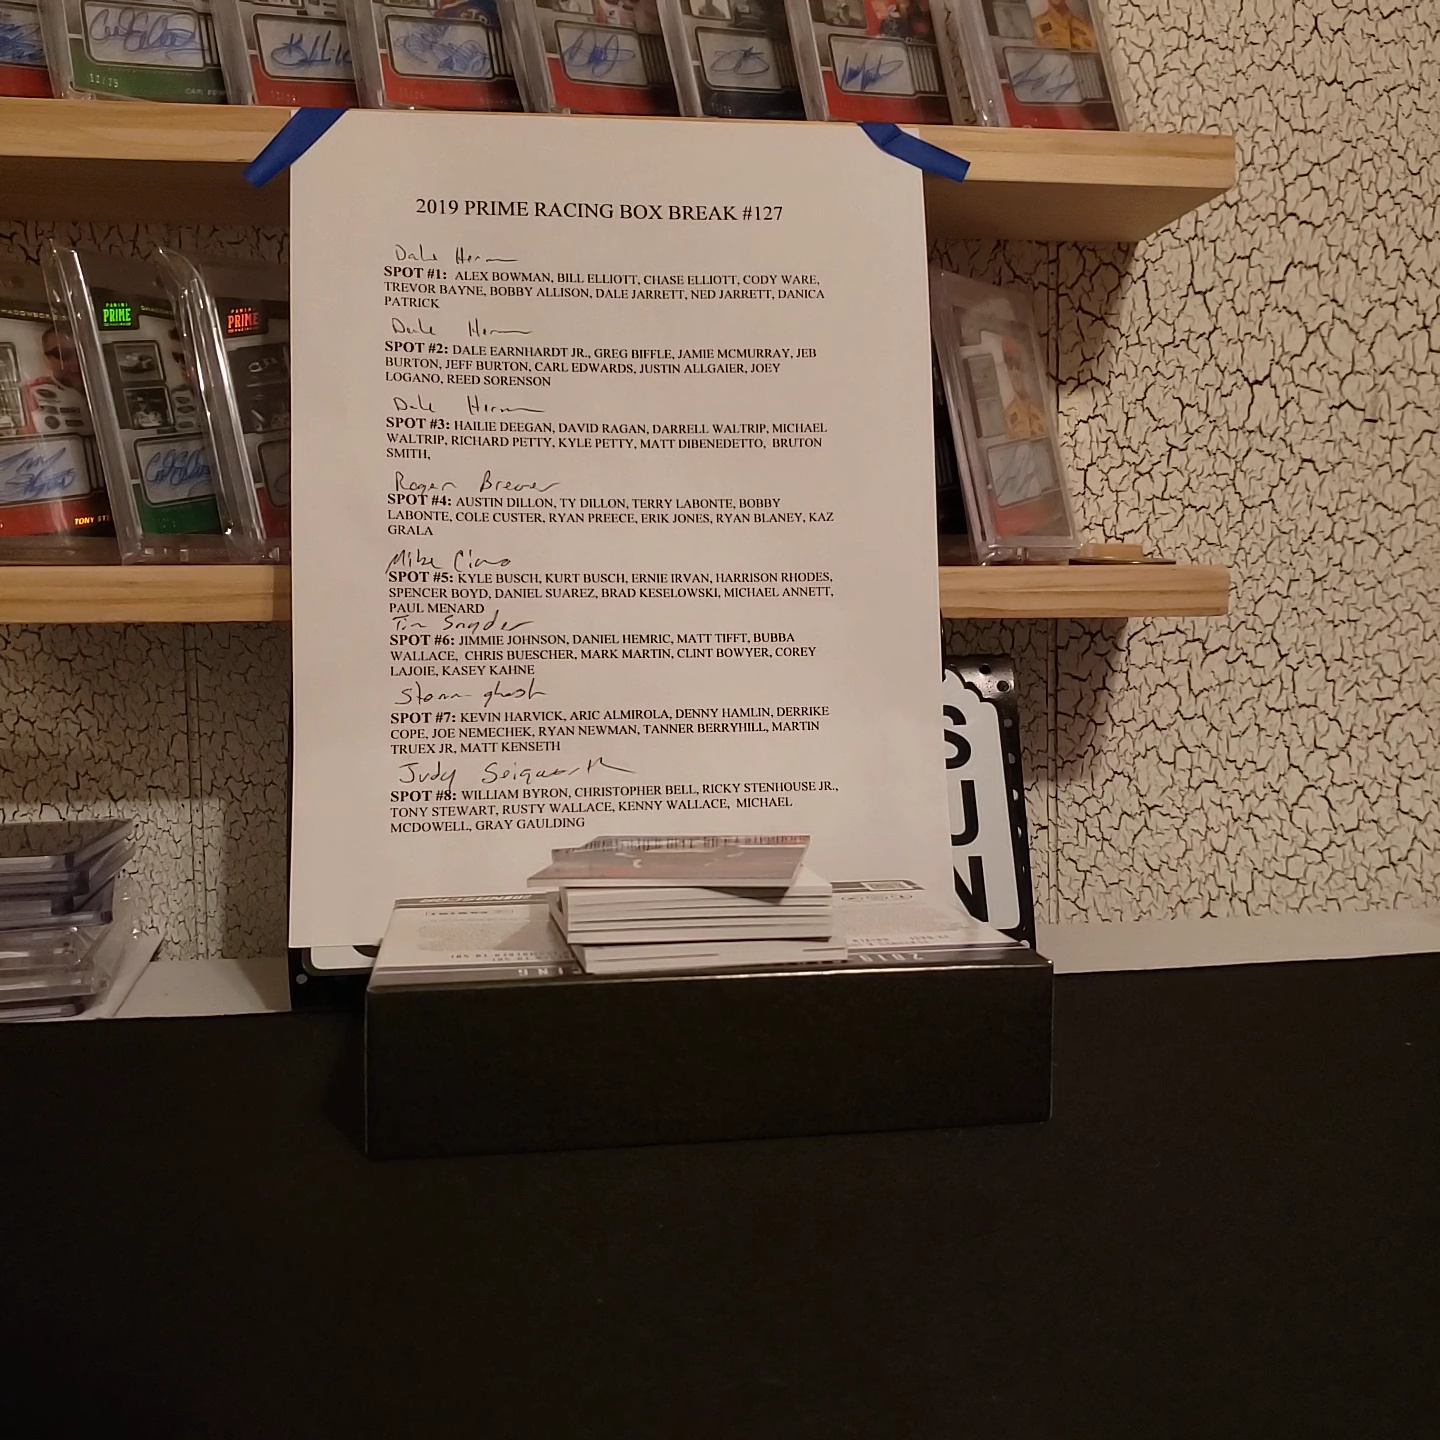 2019 PRIME RACING BOX BREAK #127
Dale Herm
SPOT #1: ALEX BOWMAN, BILL ELLIOTT, CHASE ELLIOTT, CODY WARE,
TREVOR BAYNE, BOBBY ALLISON, DALE JARRETT, NED JARRETT, DANICA
PATRICK
Dale Herm
SPOT #2: DALE EARNHARDT JR., GREG BIFFLE, JAMIE MCMURRAY, JEB
BURTON, JEFF BURTON, CARL EDWARDS, JUSTIN ALLGAIER, JOEY
LOGANO, REED SORENSON
Dale Herm
SPOT #3: HAILIE DEEGAN, DAVID RAGAN, DARRELL WALTRIP, MICHAEL
WALTRIP, RICHARD PETTY, KYLE PETTY, MATT DIBENEDETTO, BRUTON
SMITH,
Roger Brewer
SPOT #4: AUSTIN DILLON, TY DILLON, TERRY LABONTE, BOBBY
LABONTE, COLE CUSTER, RYAN PREECE, ERIK JONES, RYAN BLANEY, KAZ
GRALA
Mike
SPOT #5: KYLE BUSCH, KURT BUSCH, ERNIE IRVAN, HARRISON RHODES,
SPENCER BOYD, DANIEL SUAREZ, BRAD KESELOWSKI, MICHAEL ANNETT,
PAUL MENARD
Tim Snyder
SPOT #6: JIMMIE JOHNSON, DANIEL HEMRIC, MATT TIFFT, BUBBA
WALLACE, CHRIS BUESCHER, MARK MARTIN, CLINT BOWYER, COREY
LAJOIE, KASEY KAHNE
Storm ghost
SPOT #7: KEVIN HARVICK, ARIC ALMIROLA, DENNY HAMLIN, DERRIKE
COPE, JOE NEMECHEK, RYAN NEWMAN, TANNER BERRYHILL, MARTIN
TRUEX JR, MATT KENSETH
Judy Seigworth
SPOT #8: WILLIAM BYRON, CHRISTOPHER BELL, RICKY STENHOUSE JR.,
TONY STEWART, RUSTY WALLACE, KENNY WALLACE, MICHAEL
MCDOWELL, GRAY GAULDING
PRIME
PRIME
TONY ST
S
U
N